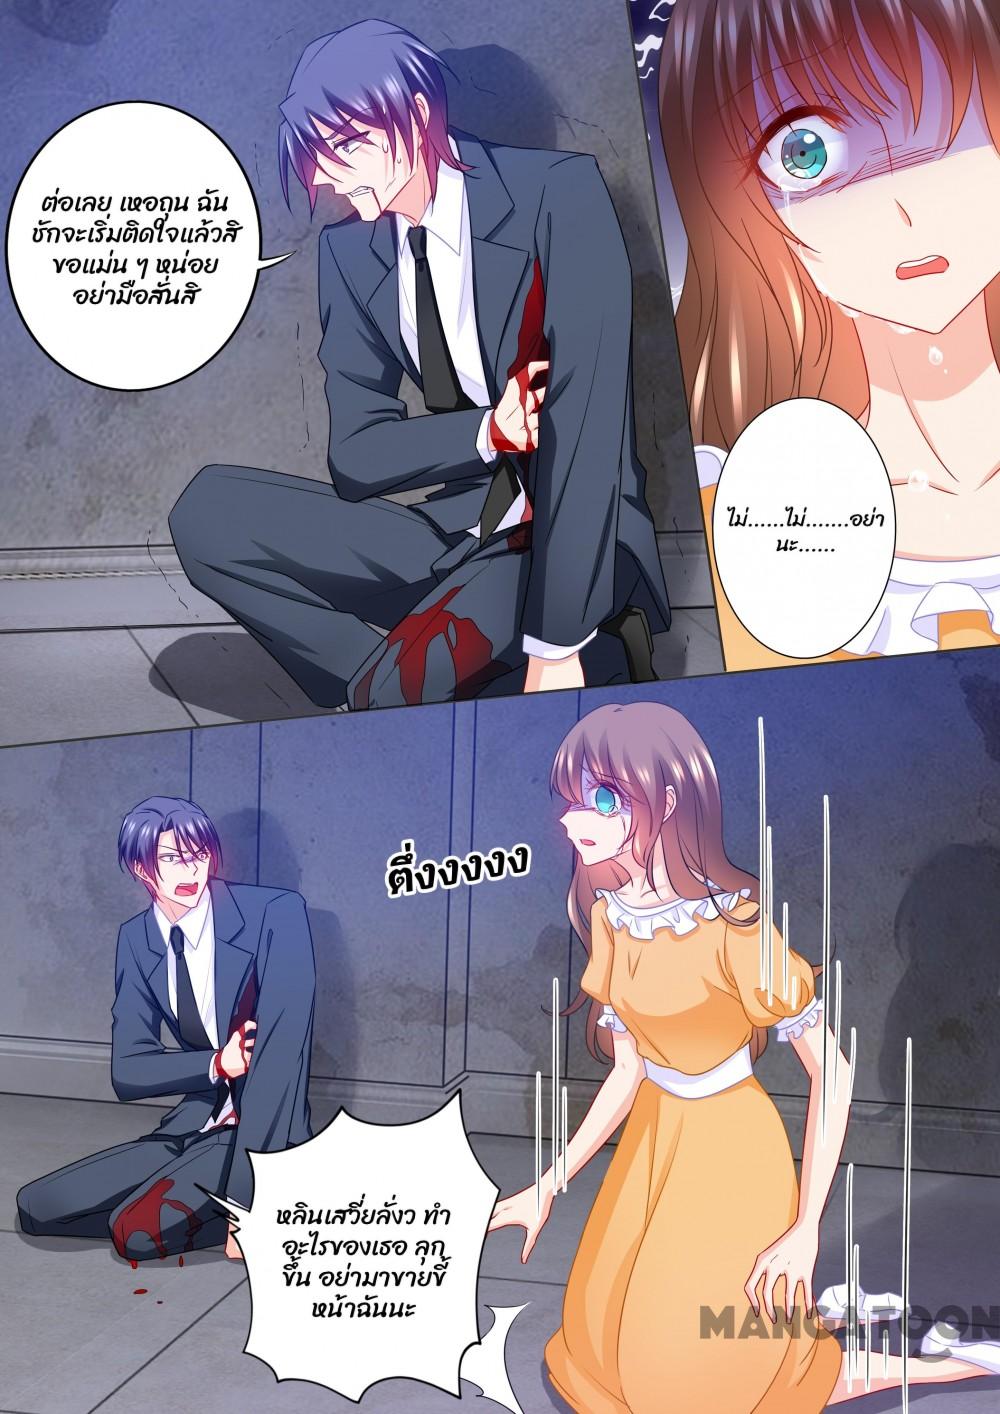 ต่อเลย เหอถุน ฉัน
ชักจะเริ่มติดใจแล้วสิ
ขอแม่น ๆ หน่อย
อย่ามือสั่นสิ
ไม่......ไม่.......อย่า
นะ......
ตึ่งงงงง
หลินเสวี่ยลั่งว ทำ
อะไรของเธอ ลุก
ขึ้น อย่ามาขายขี้
หน้าฉันนะ
MANGATOON